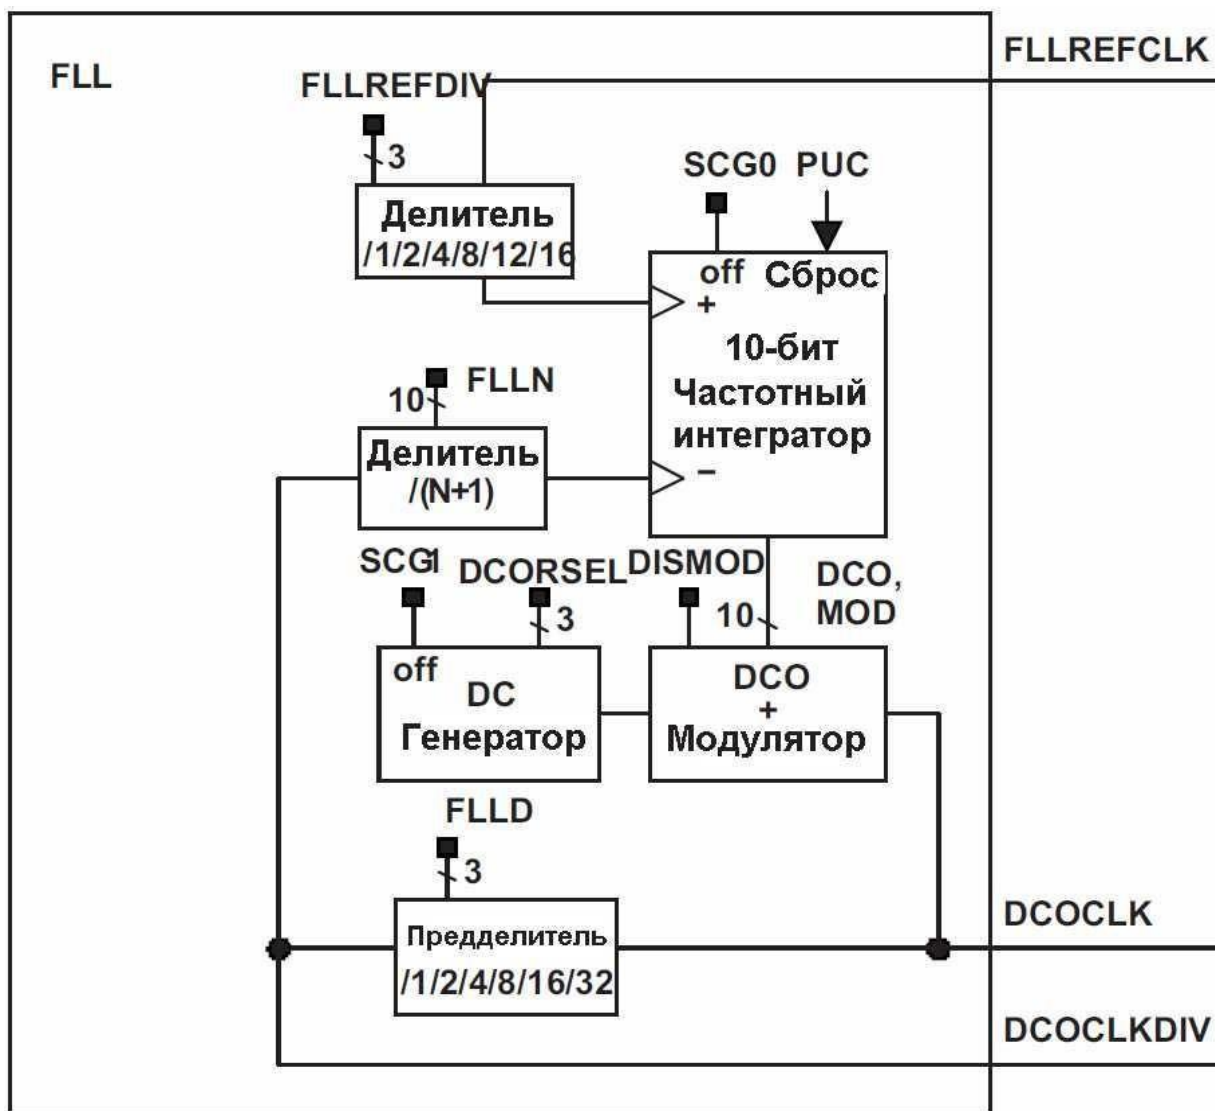 FLLREFCLK
FLL
FLLREFDIV
3
SCG0 PUC
Делитель
/1/2/4/8/12/16
off Сброс
+
10-бит
Частотный
интегратор
FLLN
10
Делитель
/(N+1)
−
SCG1
DCORSEL
DISMOD
DCO,
MOD
3
10
off
DC
Генератор
DCO
+
Модулятор
FLLD
3
Предделитель
/1/2/4/8/16/32
DCOCLK
DCOCLKDIV